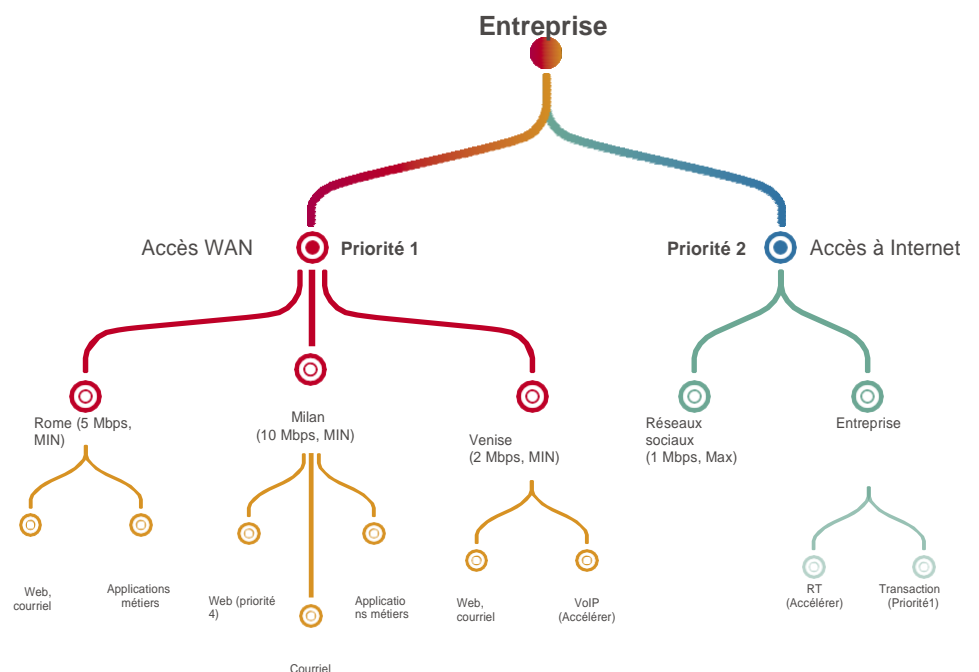 Entreprise
Accès WAN
Priorité 1
Priorité 2
Accès à Internet
Rome (5 Mbps,
MIN)
Milan
(10 Mbps, MIN)
Venise
(2 Mbps, MIN)
Réseaux
sociaux
(1 Mbps, Max)
Entreprise
Web,
courriel
Applications
métiers
Web (priorité
4)
Courriel
Applicatio
ns métiers
Web,
courriel
VoIP
(Accélérer)
RT
(Accélérer)
Transaction
(Priorité1)